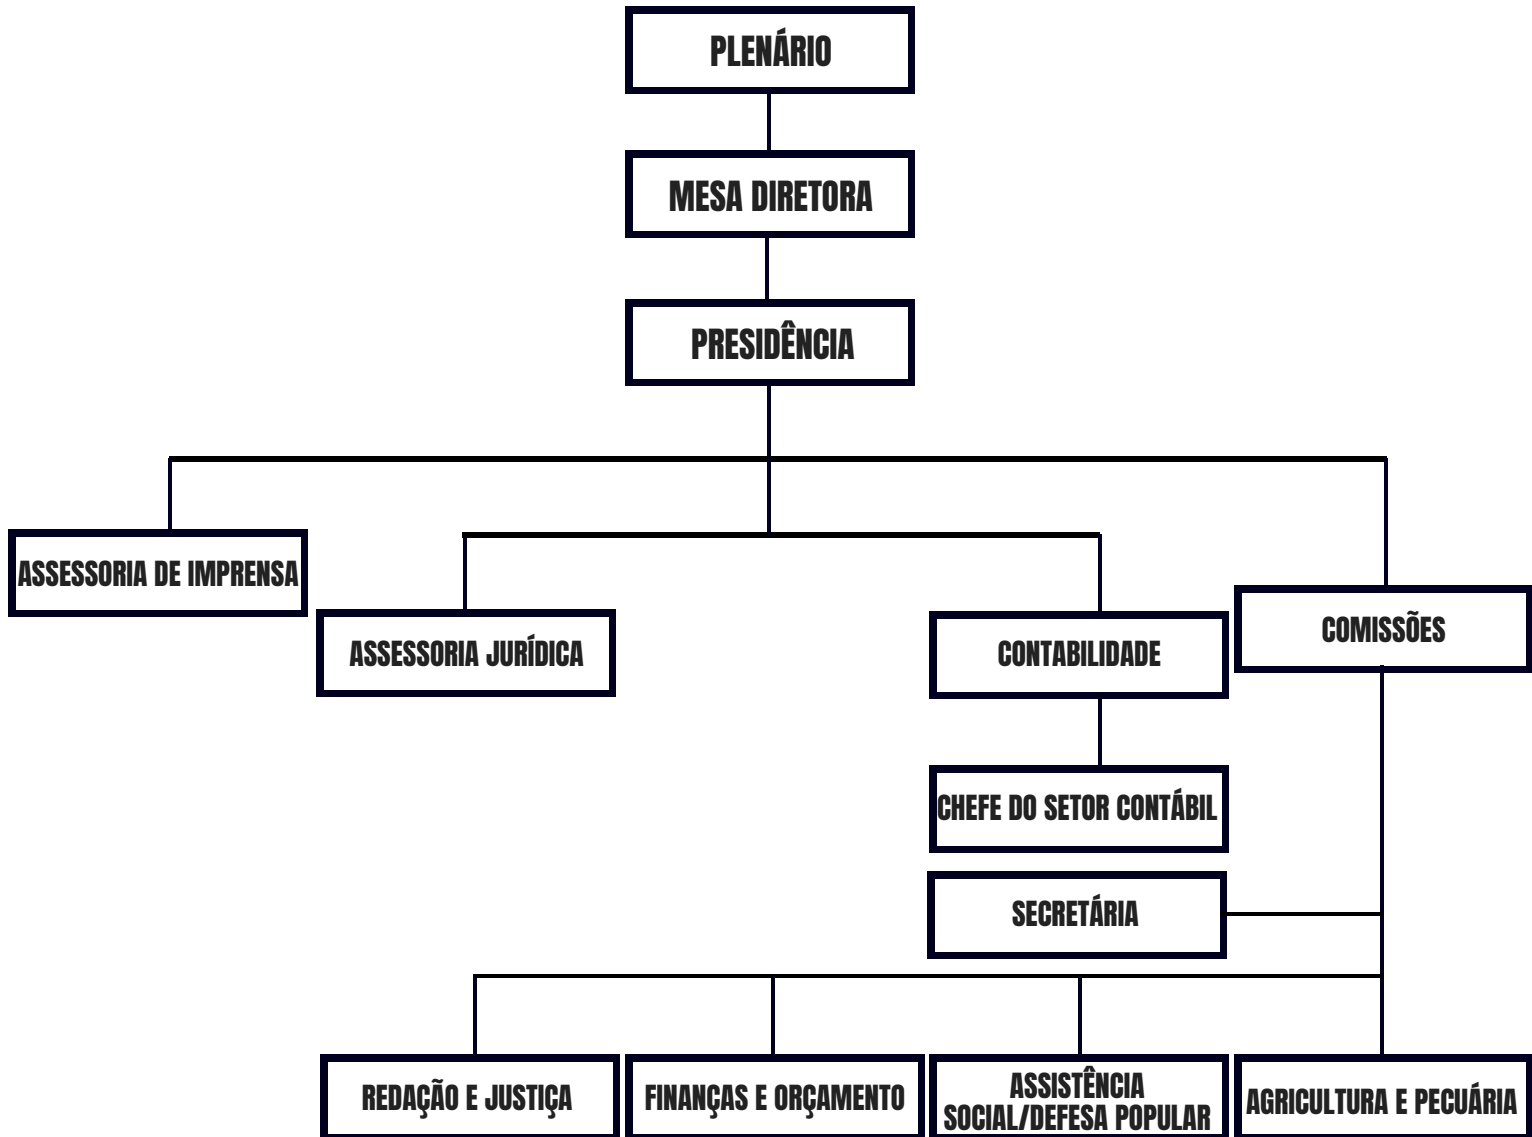 PLENÁRIO
MESA DIRETORA
PRESIDÊNCIA
ASSESSORIA DE IMPRENSA
ASSESSORIA JURÍDICA
CONTABILIDADE
COMISSÕES
CHEFE DO SETOR CONTÁBIL
SECRETÁRIA
REDAÇÃO E JUSTIÇA
FINANÇAS E ORÇAMENTO
ASSISTÊNCIA
SOCIAL/DEFESA POPULAR
AGRICULTURA E PECUÁRIA